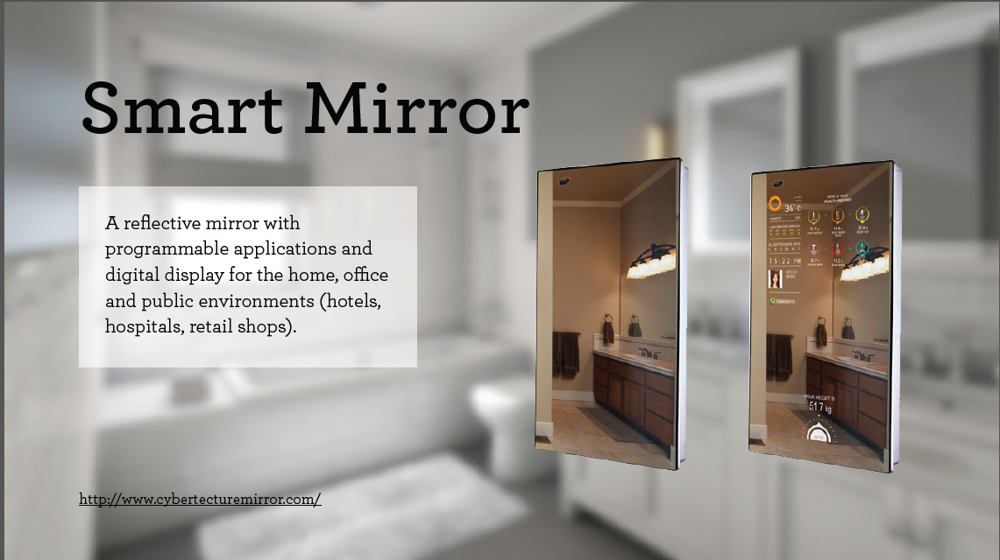 Smart Mirror
A reflective mirror with
programmable applications and
digital display for the home, office
and public environments (hotels,
hospitals, retail shops).
34°C
HERE IS YOUR
HEALTH REPORT
FRIDAY
15:22 PM
HELLO
YOUR WEIGHT IS
51.7 kg
http://www.cybertecturemirror.com/